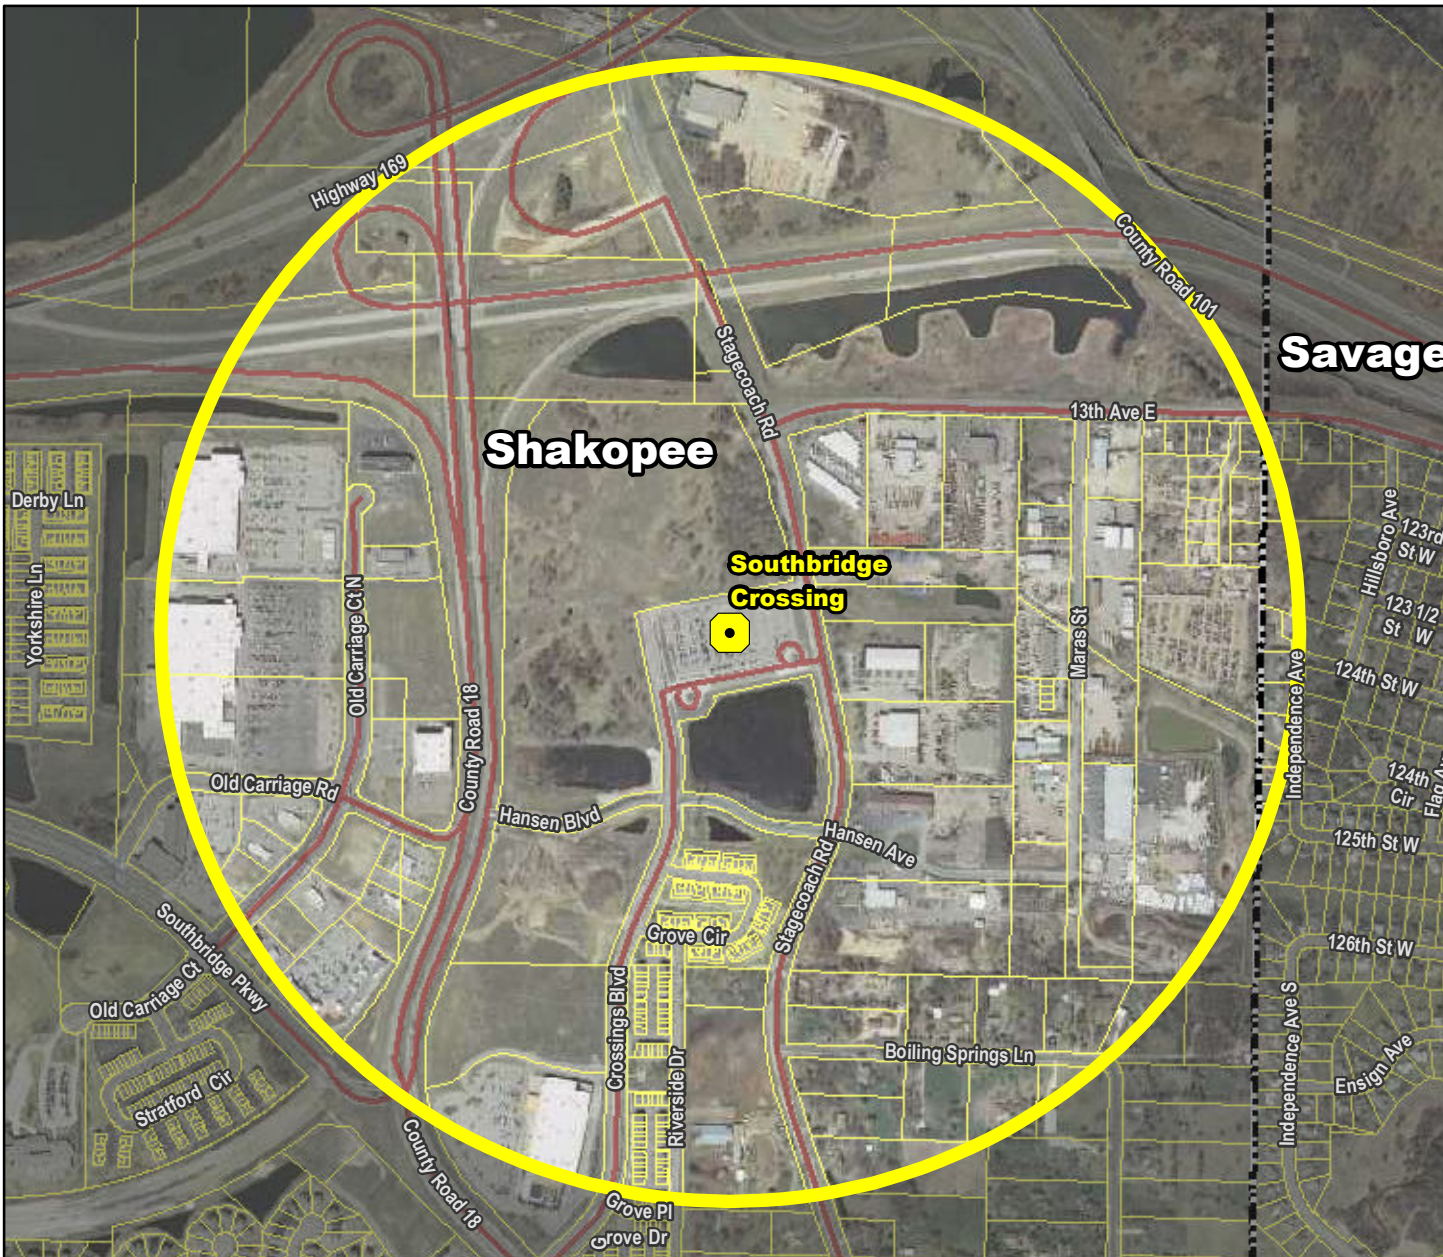 Highway 169
County Road 101
Savage
Stagecoach Rd
13th Ave E
Shakopee
Derby Ln
Hillsboro Ave
123rd
St W
Southbridge
Crossing
Yorkshire Ln
Old Carriage Ct N
123 1/2
St W
Maras St
124th St W
Independence Ave
County Road 18
Old Carriage Rd
124th
Cir
Hansen Blvd
Hansen Ave
125th St W
Stagecoach Rd
Southbridge Pkwy
Grove Cir
126th St W
Old Carriage Ct
Crossings Blvd
Riverside Dr
Boiling Springs Ln
Independence Ave S
Ensign Ave
Stratford Cir
County Road 18
Grove Pl
Grove Dr